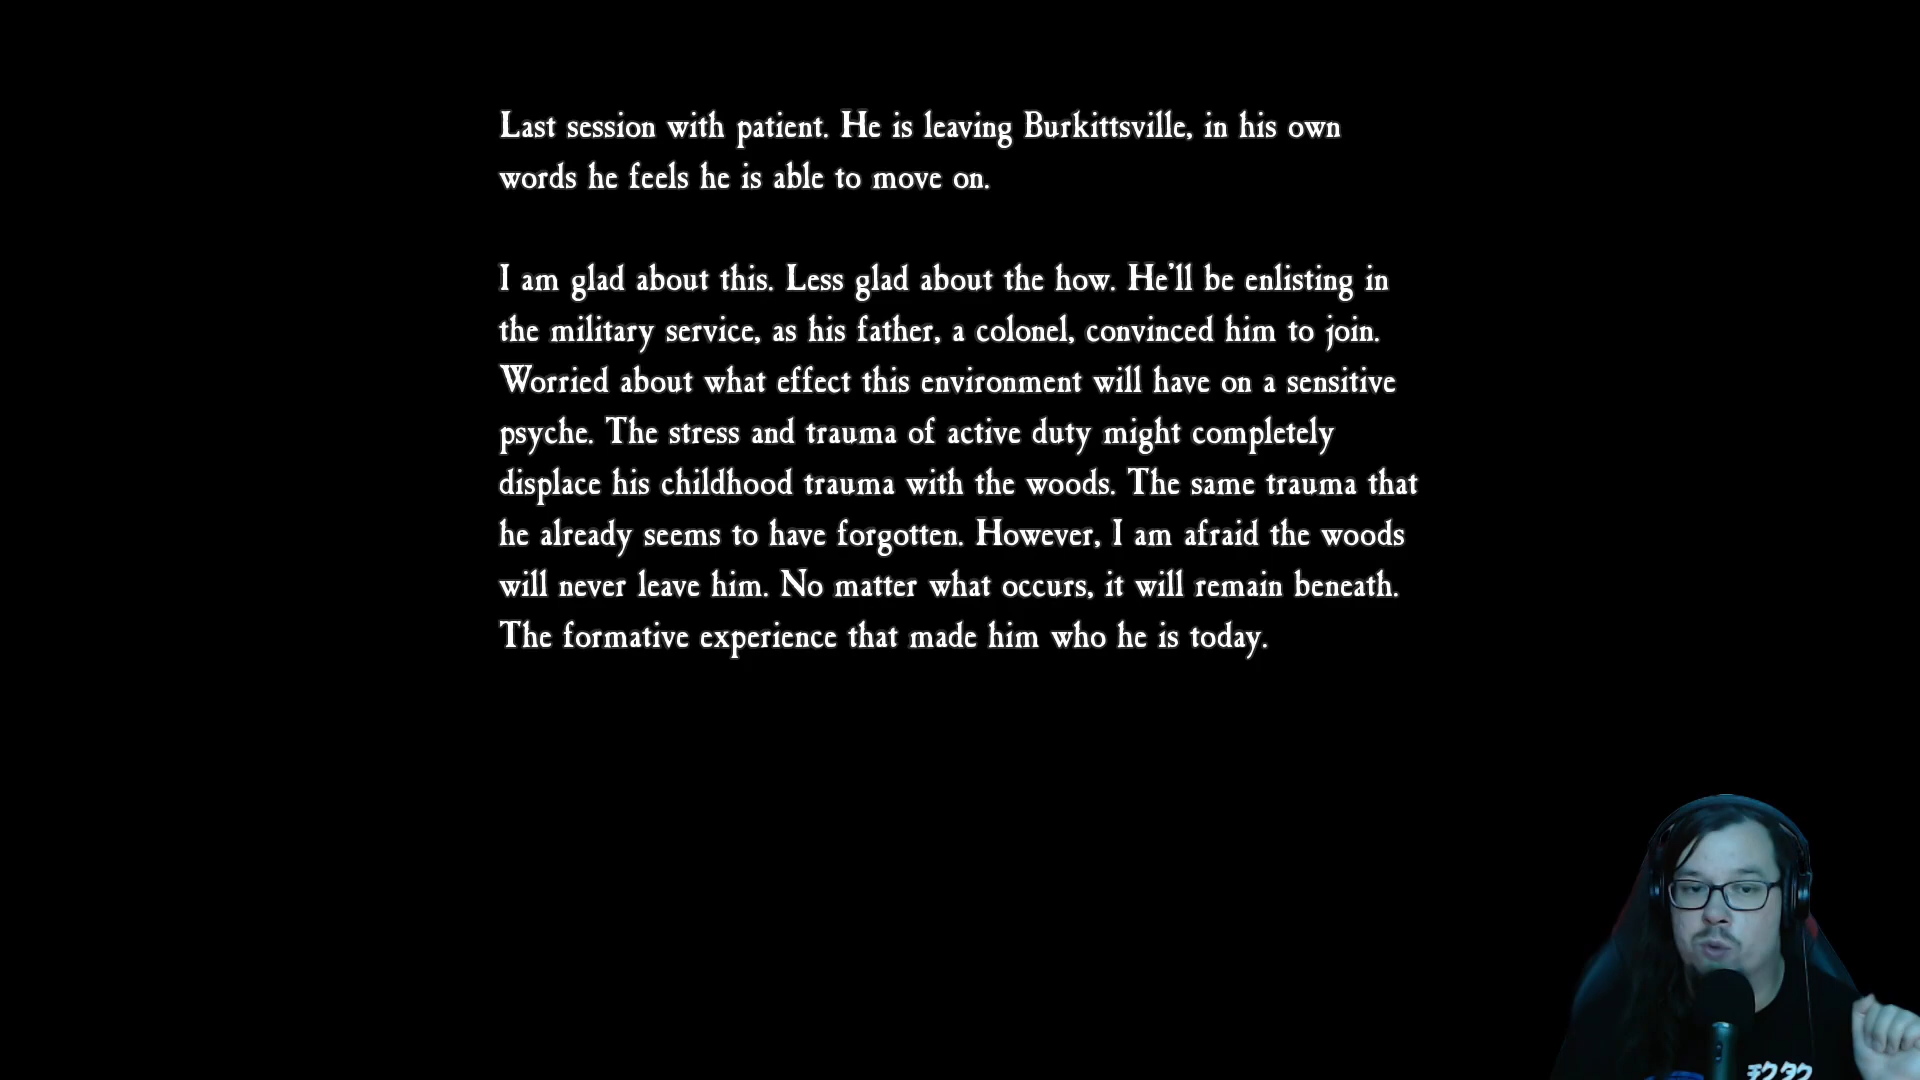 Last session with patient. He is leaving Burkittsville, in his own
words he feels he is able to move on.
I am glad about this. Less glad about the how. He'll be enlisting in
the military service, as his father, a colonel, convinced him to join.
Worried about what effect this environment will have on a sensitive
psyche. The stress and trauma of active duty might completely
displace his childhood trauma with the woods. The same trauma that
he already seems to have forgotten. However, I am afraid the woods
will never leave him. No matter what occurs, it will remain beneath.
The formative experience that made him who he is today.
チクタク